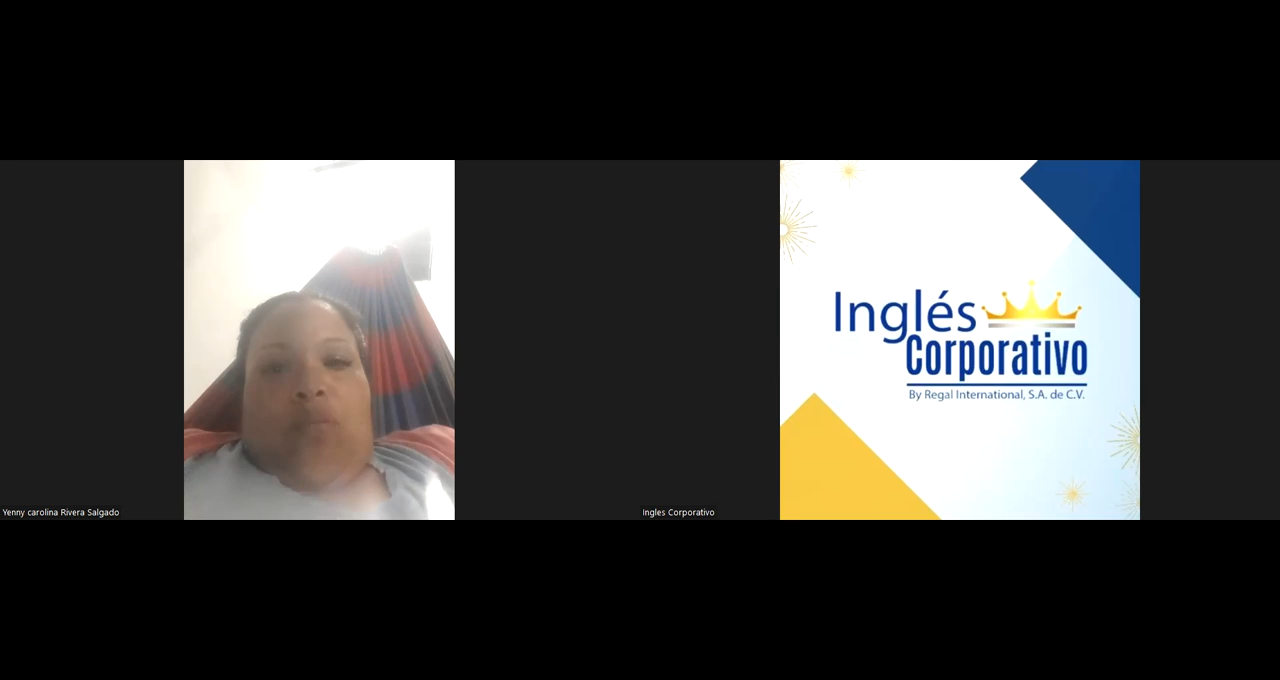 Inglés
Corporativo
By Regal International, S.A. de C.V.
Yenny carolina Rivera Salgado
Ingles Corporativo